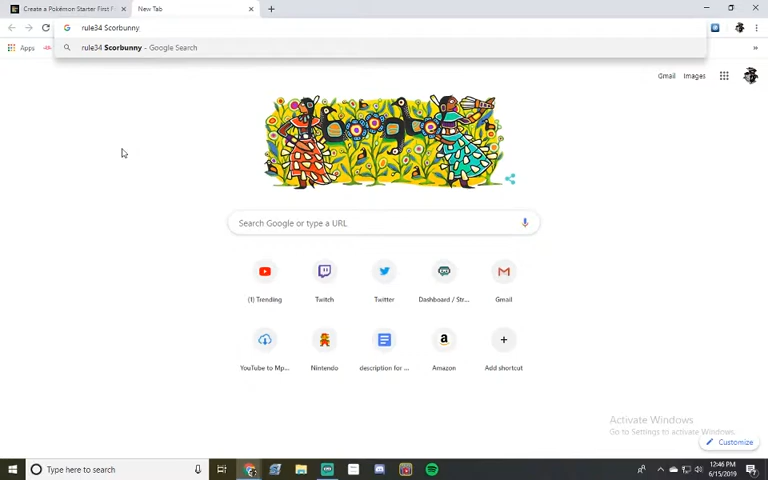 Create a Pokémon Starter First F
New Tab
rule34 Scorbunny
Apps
rule34 Scorbunny - Google Search
Gmail Images
Search Google or type a URL
(1) Trending
Twitch
Twitter
Dashboard / Str...
Gmail
YouTube to Mp...
Nintendo
description for ...
Amazon
Add shortcut
Activate Windows
Go to Settings to activate Windows.
Customize
Type here to search
12:46 PM
6/15/2019